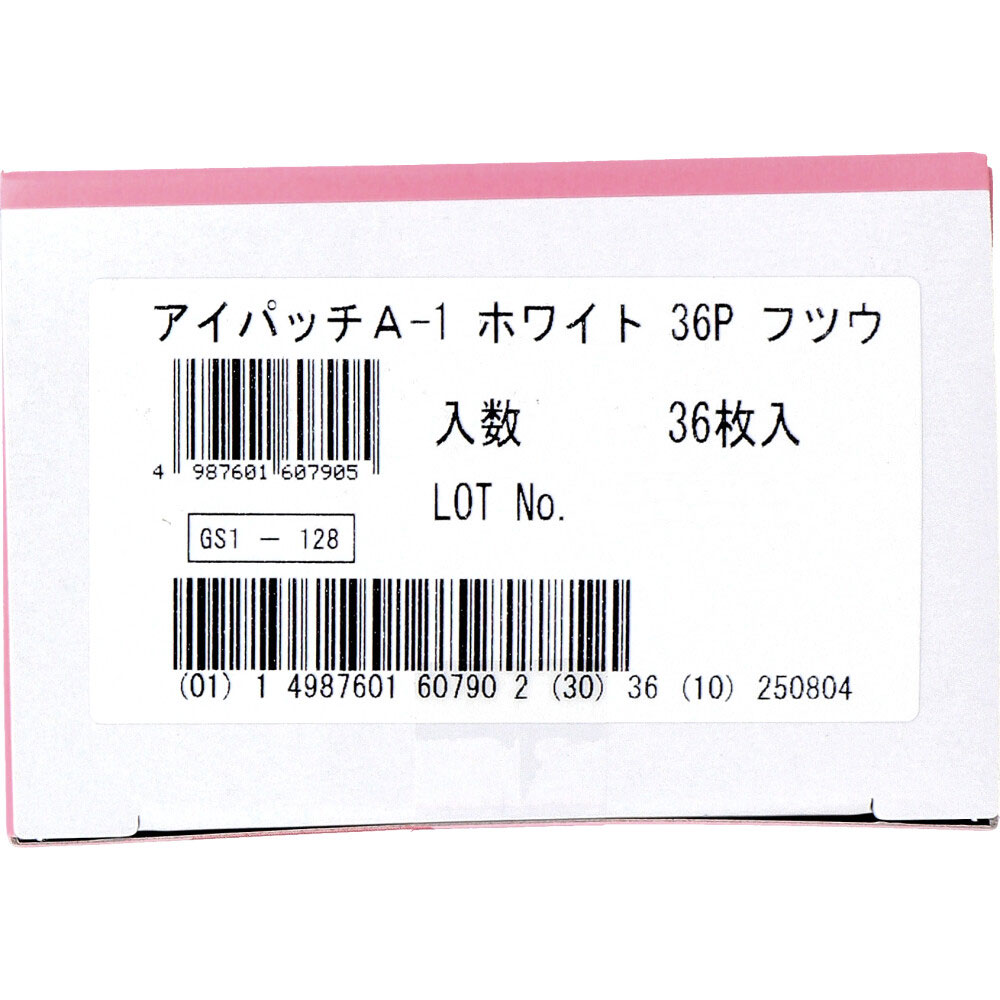 アイパッチA-1 ホワイト 36P フツウ
4 987601 607905
入数 36枚入
LOT No.
GS1 － 128
(01) 1 4987601 60790 2 (30) 36 (10) 250804